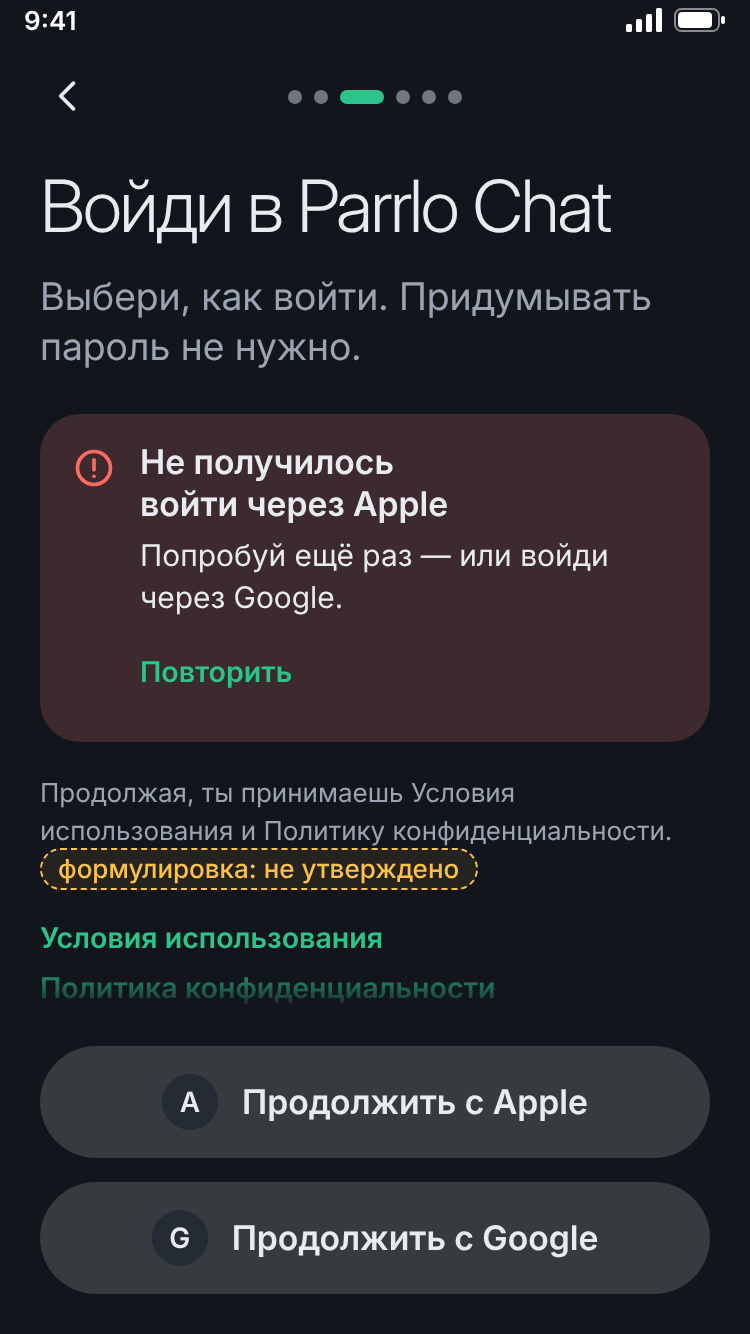 9:41
Войди в Parrlo Chat
Выбери, как войти. Придумывать
пароль не нужно.
Не получилось
войти через Apple
Попробуй ещё раз — или войди
через Google.
Повторить
Продолжая, ты принимаешь Условия
использования и Политику конфиденциальности.
формулировка: не утверждено
Условия использования
Политика конфиденциальности
A Продолжить с Apple
G Продолжить с Google